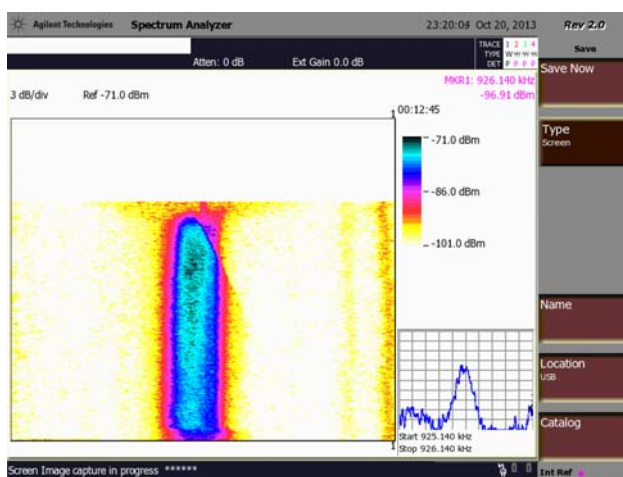 Agilent Technologies Spectrum Analyzer 23:20:04 Oct 20, 2013 Rev 2.0
Save
TRACE 1 2 3 4
TYPE W
DET P P P P
Atten: 0 dB Ext Gain 0.0 dB
MKR1: 926.140 kHz
-96.91 dBm
3 dB/div Ref -71.0 dBm
1 00:12:45
-71.0 dBm
-86.0 dBm
-101.0 dBm
1
Start 925.140 kHz
Stop 926.140 kHz
Save Now
Type
Screen
Name
Location
USB
Catalog
Screen Image capture in progress ******
Int Ref